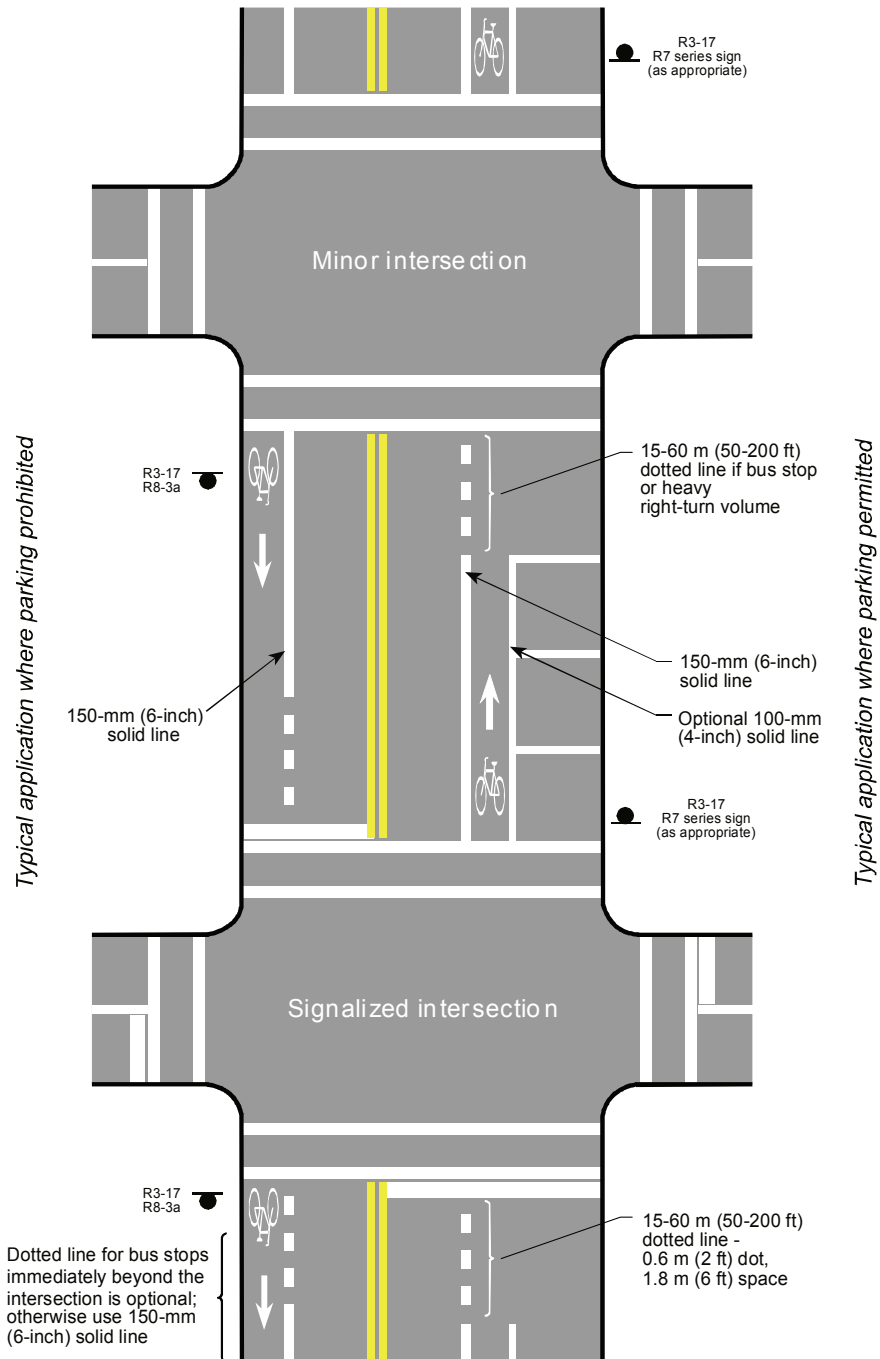 R3-17
R7 series sign
(as appropriate)
Minor intersection
Typical application where parking prohibited
Typical application where parking permitted
R3-17
R8-3a
15-60 m (50-200 ft)
dotted line if bus stop
or heavy
right-turn volume
150-mm (6-inch)
solid line
150-mm (6-inch)
solid line
Optional 100-mm
(4-inch) solid line
R3-17
R7 series sign
(as appropriate)
Signalized intersection
R3-17
R8-3a
15-60 m (50-200 ft)
dotted line -
0.6 m (2 ft) dot,
1.8 m (6 ft) space
Dotted line for bus stops
immediately beyond the
intersection is optional;
otherwise use 150-mm
(6-inch) solid line